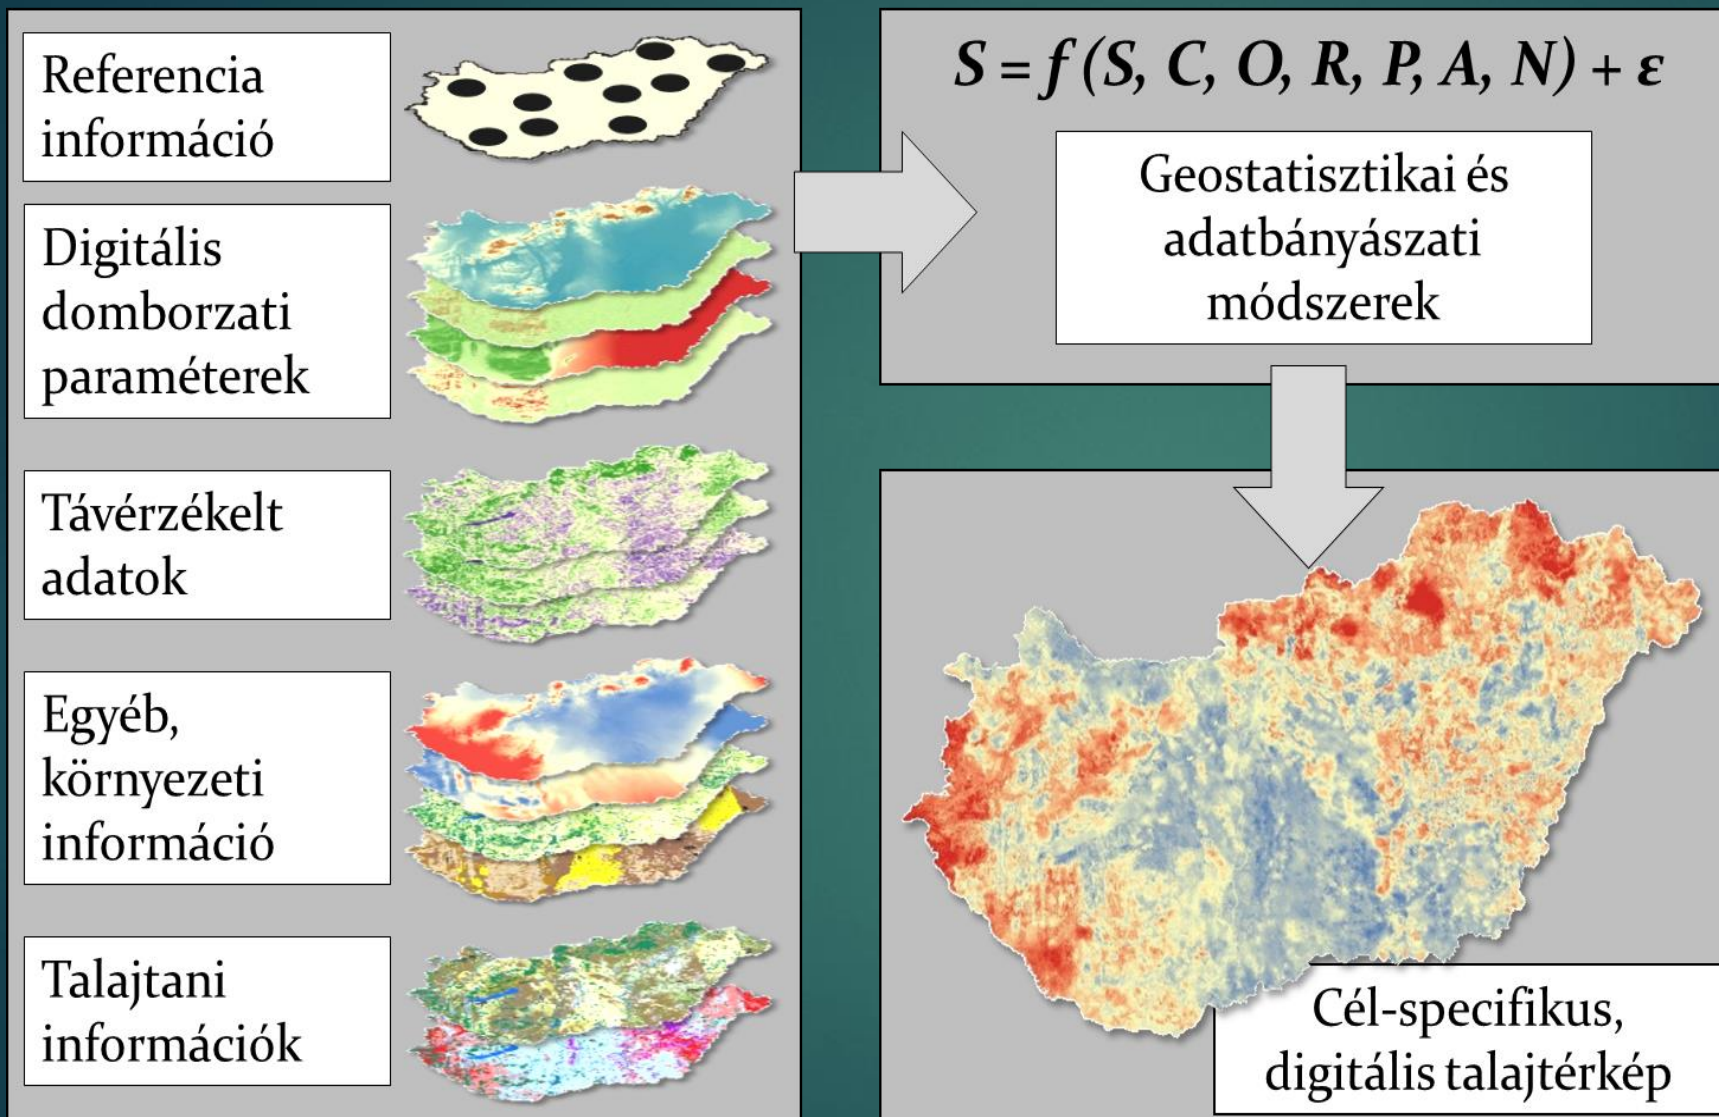 Referencia
információ
Digitális
domborzati
paraméterek
Távérzékelt
adatok
Egyéb,
környezeti
információ
Talajtani
információk
S = f (S, C, O, R, P, A, N) + ε
Geostatisztikai és
adatbányászati
módszerek
Cél-specifikus,
digitális talajtérkép